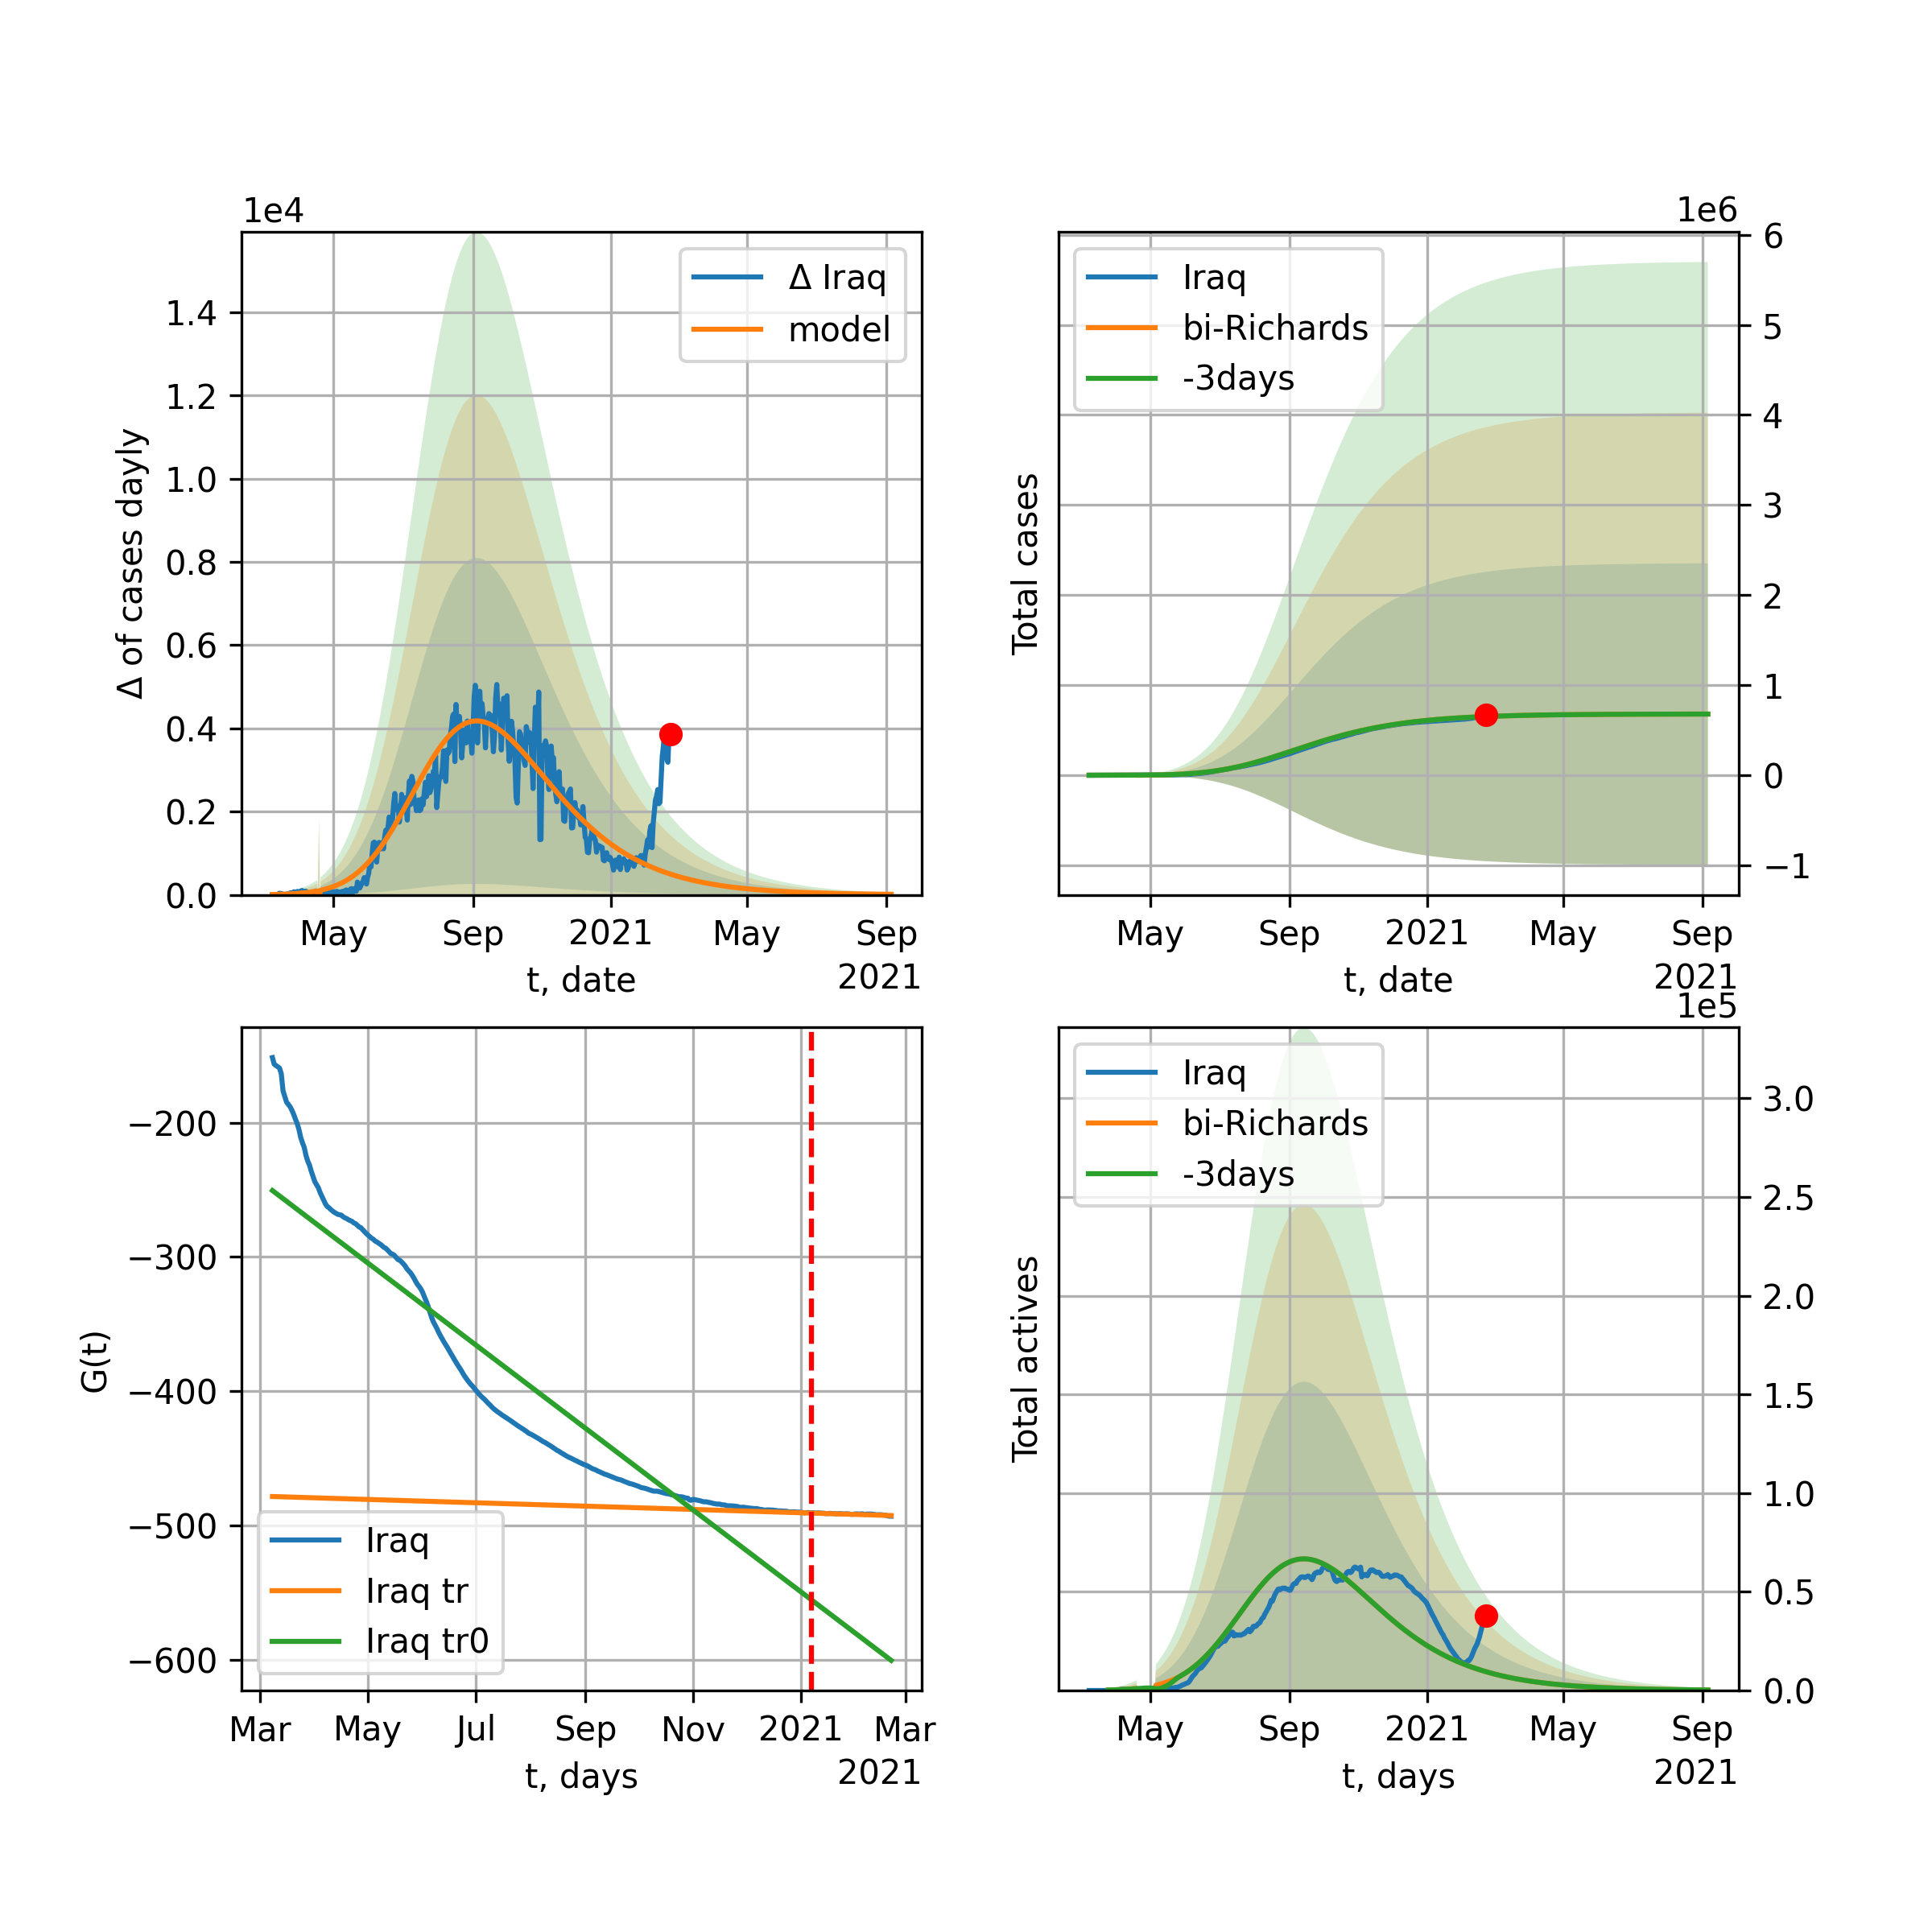 1e4
Δ of cases dayly
1.4
1.2
1.0
0.8
0.6
0.4
0.2
0.0
Δ Iraq
model
May Sep 2021 May Sep
t, date
2021
1e6
Total cases
6
5
4
3
2
1
0
−1
Iraq
bi-Richards
-3days
May Sep 2021 May Sep
t, date
2021
G(t)
−200
−300
−400
−500
−600
Iraq
Iraq tr
Iraq tr0
Mar May Jul Sep Nov 2021 Mar
t, days
2021
1e5
Total actives
3.0
2.5
2.0
1.5
1.0
0.5
0.0
Iraq
bi-Richards
-3days
May Sep 2021 May Sep
t, days
2021